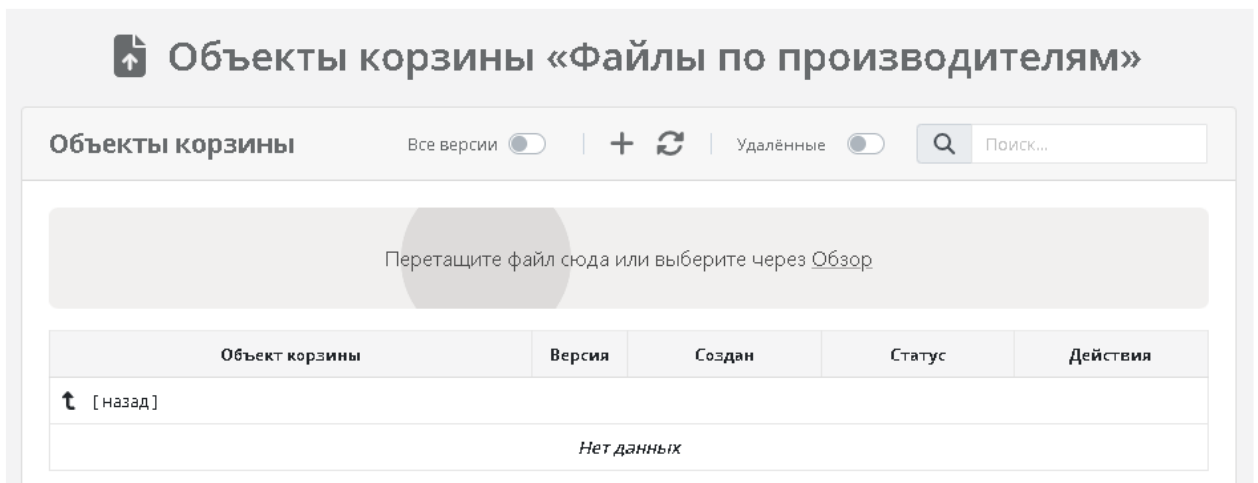 Объекты корзины «Файлы по производителям»
Объекты корзины Все версии Удалённые Поиск...
Перетащите файл сюда или выберите через Обзор
Объект корзины Версия Создан Статус Действия
[ назад ]
Нет данных